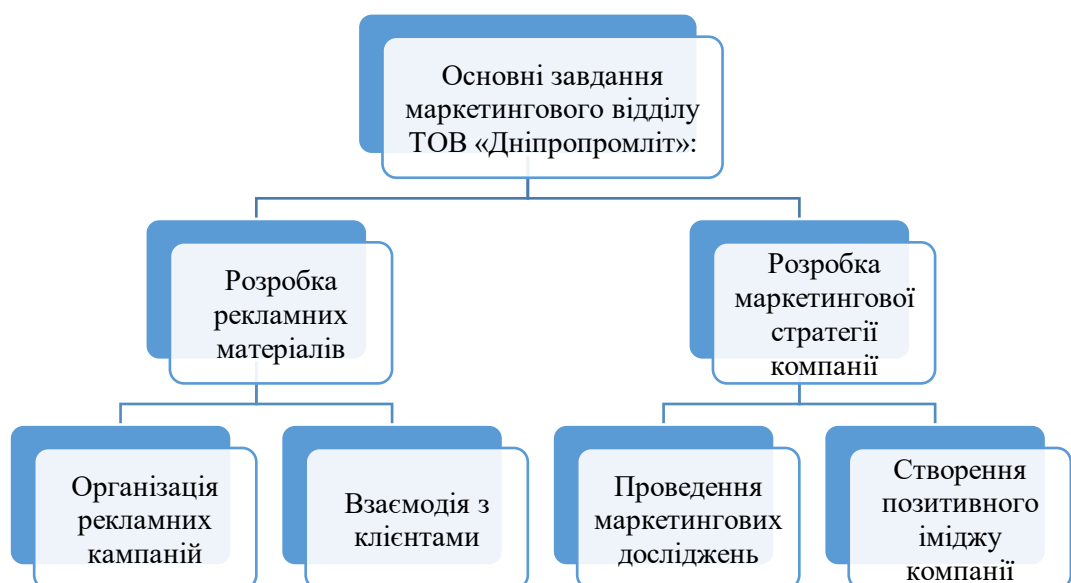 Основні завдання
маркетингового відділу
ТОВ «Дніпропромліт»:
Розробка
рекламних
матеріалів
Розробка
маркетингової
стратегії
компанії
Організація
рекламних
кампаній
Взаємодія з
клієнтами
Проведення
маркетингових
досліджень
Створення
позитивного
іміджу
компанії